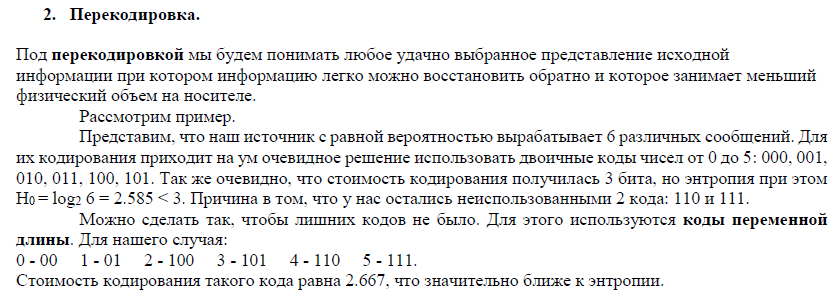 2. Перекодировка.
Под перекодировкой мы будем понимать любое удачно выбранное представление исходной
информации при котором информацию легко можно восстановить обратно и которое занимает меньший
физический объем на носителе.
Рассмотрим пример.
Представим, что наш источник с равной вероятностью вырабатывает 6 различных сообщений. Для
их кодирования приходит на ум очевидное решение использовать двоичные коды чисел от 0 до 5: 000, 001,
010, 011, 100, 101. Так же очевидно, что стоимость кодирования получилась 3 бита, но энтропия при этом
H0 = log2 6 = 2.585 < 3. Причина в том, что у нас остались неиспользованными 2 кода: 110 и 111.
Можно сделать так, чтобы лишних кодов не было. Для этого используются коды переменной
длины. Для нашего случая:
0 - 00 1 - 01 2 - 100 3 - 101 4 - 110 5 - 111.
Стоимость кодирования такого кода равна 2.667, что значительно ближе к энтропии.